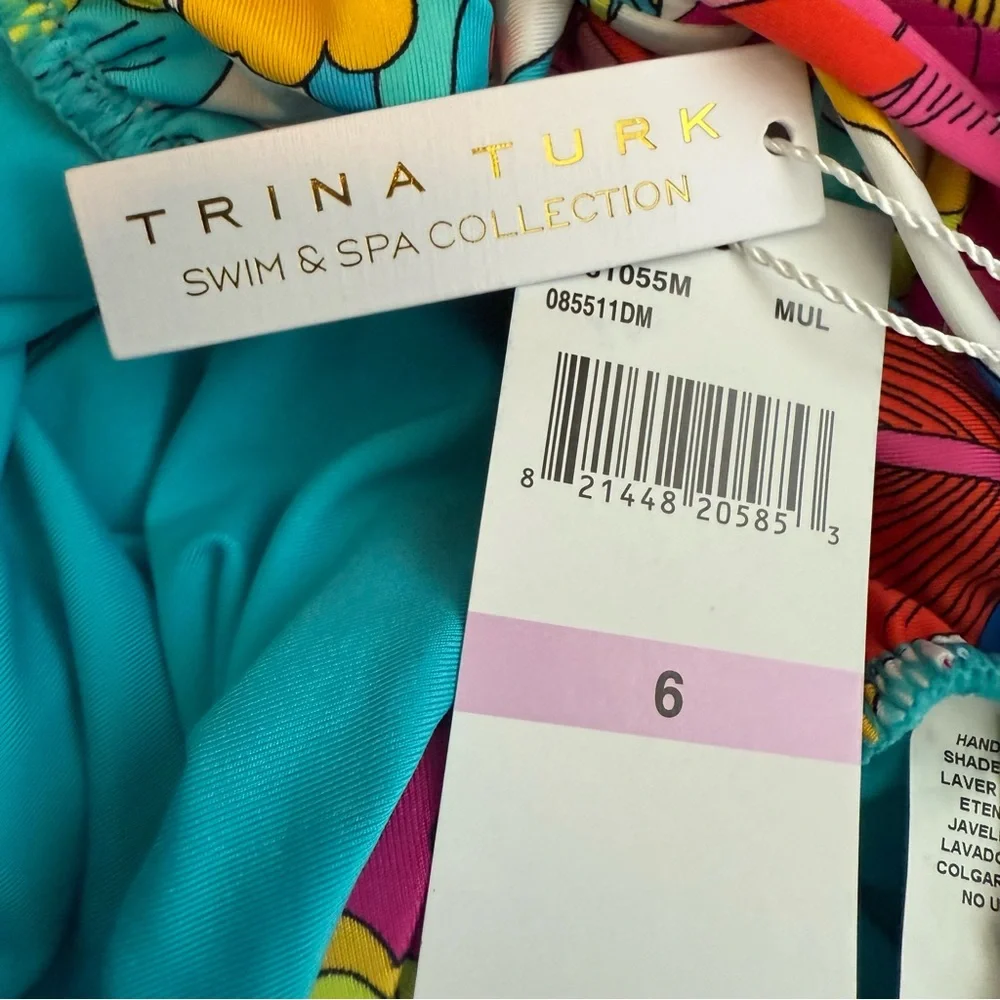 TRINA TURK
SWIM & SPA COLLECTION
1055M
085511DM
MUL
8 21448 20585 3
6
HAND
SHADE
LAVER
ETEN
JAVEL
LAVADO
COLGAR
NO U